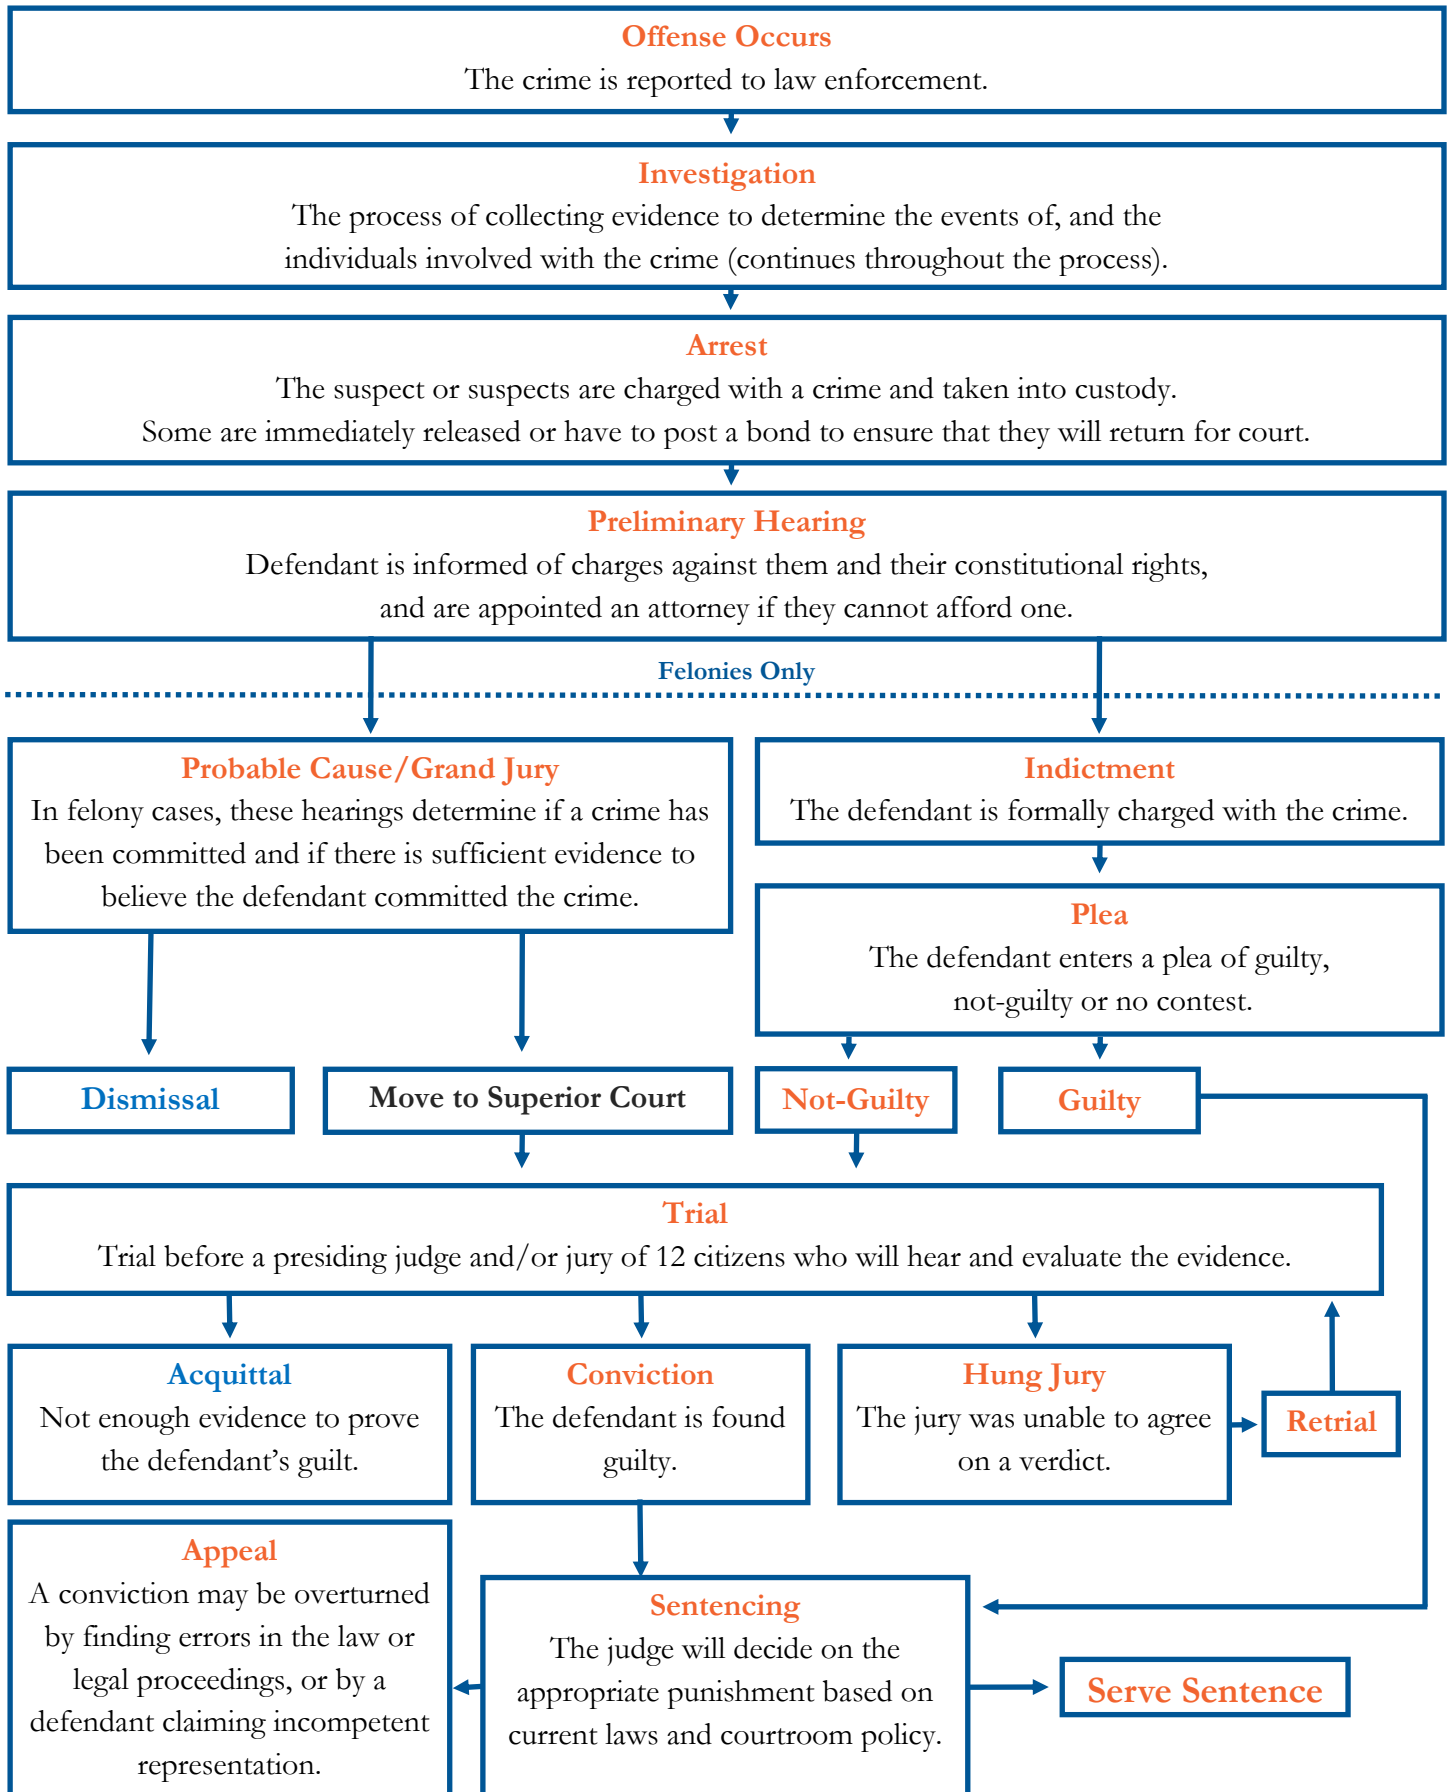 Offense Occurs
The crime is reported to law enforcement.
Investigation
The process of collecting evidence to determine the events of, and the
individuals involved with the crime (continues throughout the process).
Arrest
The suspect or suspects are charged with a crime and taken into custody.
Some are immediately released or have to post a bond to ensure that they will return for court.
Preliminary Hearing
Defendant is informed of charges against them and their constitutional rights,
and are appointed an attorney if they cannot afford one.
Felonies Only
Probable Cause/Grand Jury
In felony cases, these hearings determine if a crime has
been committed and if there is sufficient evidence to
believe the defendant committed the crime.
Indictment
The defendant is formally charged with the crime.
Plea
The defendant enters a plea of guilty,
not-guilty or no contest.
Dismissal
Move to Superior Court
Not-Guilty
Guilty
Trial
Trial before a presiding judge and/or jury of 12 citizens who will hear and evaluate the evidence.
Acquittal
Not enough evidence to prove
the defendant’s guilt.
Conviction
The defendant is found
guilty.
Hung Jury
The jury was unable to agree
on a verdict.
Retrial
Appeal
A conviction may be overturned
by finding errors in the law or
legal proceedings, or by a
defendant claiming incompetent
representation.
Sentencing
The judge will decide on the
appropriate punishment based on
current laws and courtroom policy.
Serve Sentence